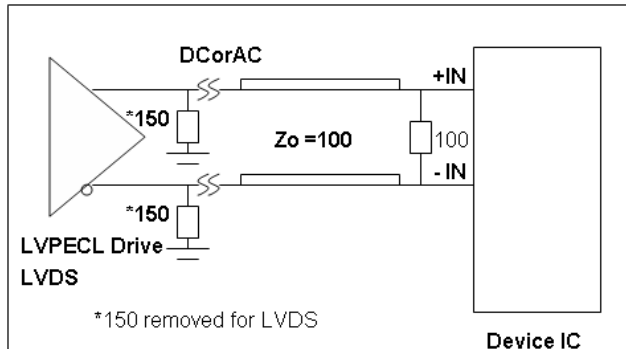 DCorAC
+IN
*150
Zo =100
100
- IN
*150
LVPECL Drive
LVDS
*150 removed for LVDS
Device IC